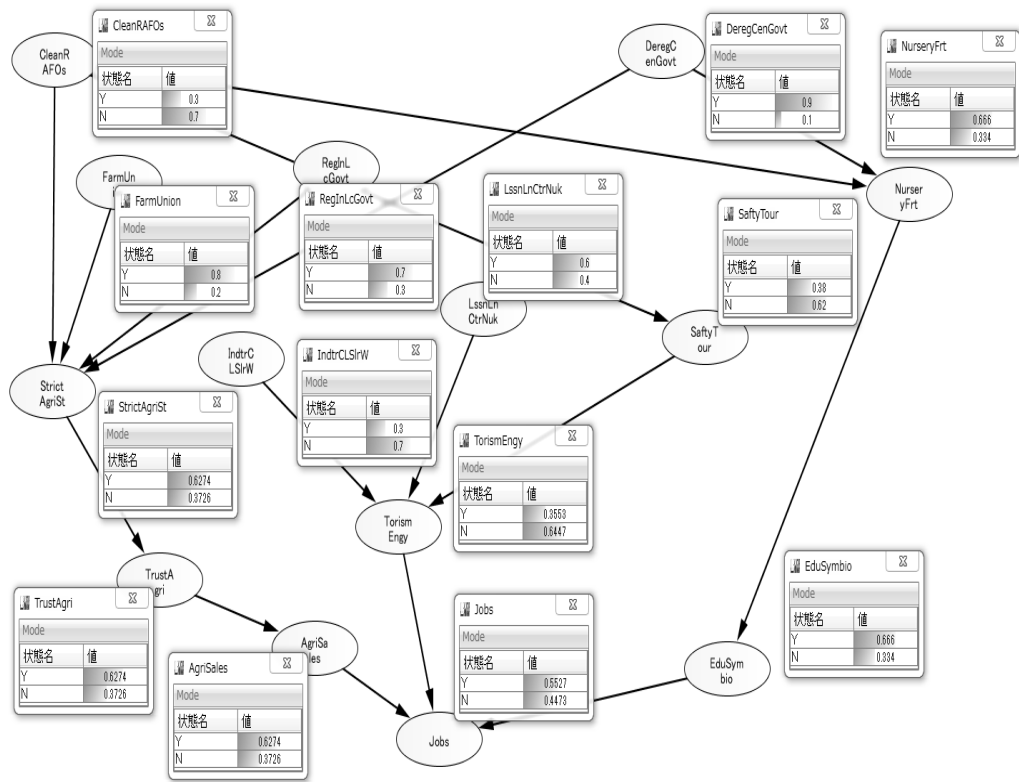 CleanR
AFOs
CleanRAFOs
Mode
状態名 値
Y 0.3
N 0.7
DeregC
enGovt
DeregCenGovt
Mode
状態名 値
Y 0.9
N 0.1
NurseryFrt
Mode
状態名 値
Y 0.666
N 0.334
FarmUn
FarmUnion
Mode
状態名 値
Y 0.8
N 0.2
RegInL
cGovt
RegInLcGovt
Mode
状態名 値
Y 0.7
N 0.3
LssnLnCtrNuk
Mode
状態名 値
Y 0.6
N 0.4
Nurser
yFrt
SaftyTour
Mode
状態名 値
Y 0.38
N 0.62
LssnLn
CtrNuk
SaftyT
our
IndtrC
LSlrW
IndtrCLSlrW
Mode
状態名 値
Y 0.3
N 0.7
Strict
AgriSt
StrictAgriSt
Mode
状態名 値
Y 0.6274
N 0.3726
TorismEngy
Mode
状態名 値
Y 0.3553
N 0.6447
Torism
Engy
TrustA
gri
TrustAgri
Mode
状態名 値
Y 0.6274
N 0.3726
AgriSa
les
AgriSales
Mode
状態名 値
Y 0.6274
N 0.3726
Jobs
Mode
状態名 値
Y 0.5527
N 0.4473
Jobs
EduSymbio
Mode
状態名 値
Y 0.666
N 0.334
EduSym
bio